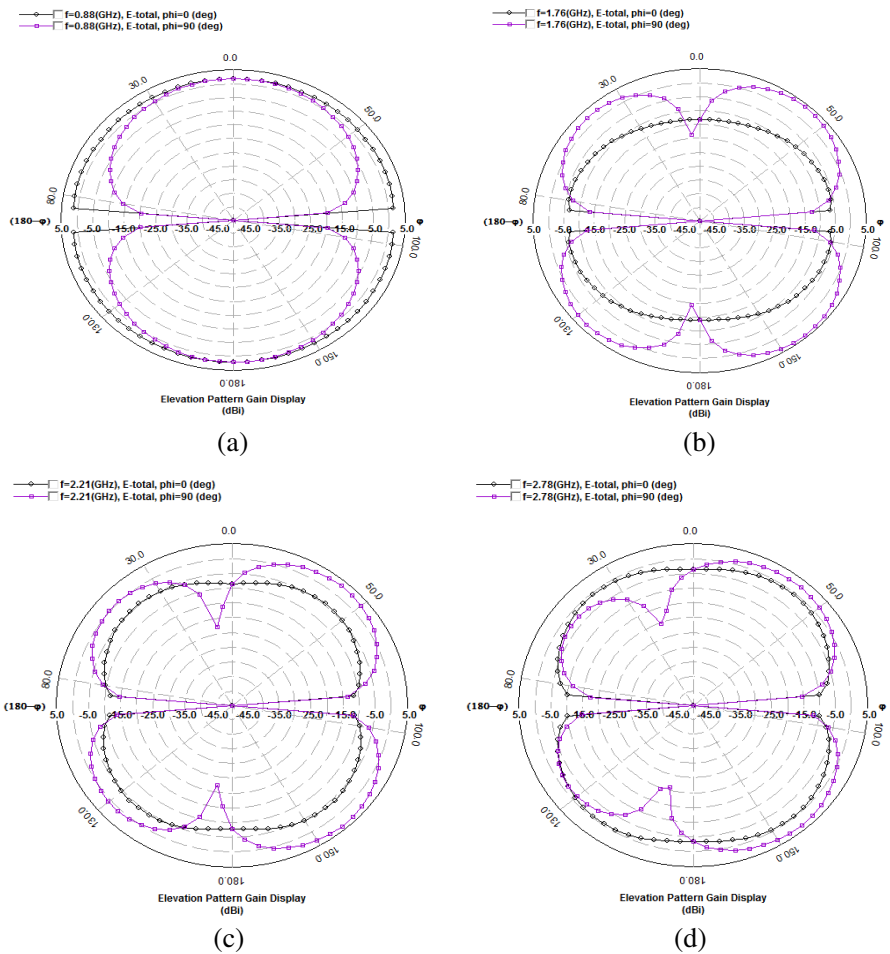 f=0.88(GHz), E-total, phi=0 (deg)
f=0.88(GHz), E-total, phi=90 (deg)
0.0
30.0
50.0
80.0
(180-φ)
φ
5.0 -5.0 -15.0 -25.0 -35.0 -45.0 -35.0 -25.0 -15.0 -5.0 5.0
100.0
130.0
150.0
180.0
Elevation Pattern Gain Display
(dBi)
(a)
f=1.76(GHz), E-total, phi=0 (deg)
f=1.76(GHz), E-total, phi=90 (deg)
0.0
30.0
50.0
80.0
(180-φ)
φ
5.0 -5.0 -15.0 -25.0 -35.0 -45.0 -35.0 -25.0 -15.0 -5.0 5.0
100.0
130.0
150.0
180.0
Elevation Pattern Gain Display
(dBi)
(b)
f=2.21(GHz), E-total, phi=0 (deg)
f=2.21(GHz), E-total, phi=90 (deg)
0.0
30.0
50.0
80.0
(180-φ)
φ
5.0 -5.0 -15.0 -25.0 -35.0 -45.0 -35.0 -25.0 -15.0 -5.0 5.0
100.0
130.0
150.0
180.0
Elevation Pattern Gain Display
(dBi)
(c)
f=2.78(GHz), E-total, phi=0 (deg)
f=2.78(GHz), E-total, phi=90 (deg)
0.0
30.0
50.0
80.0
(180-φ)
φ
5.0 -5.0 -15.0 -25.0 -35.0 -45.0 -35.0 -25.0 -15.0 -5.0 5.0
100.0
130.0
150.0
180.0
Elevation Pattern Gain Display
(dBi)
(d)